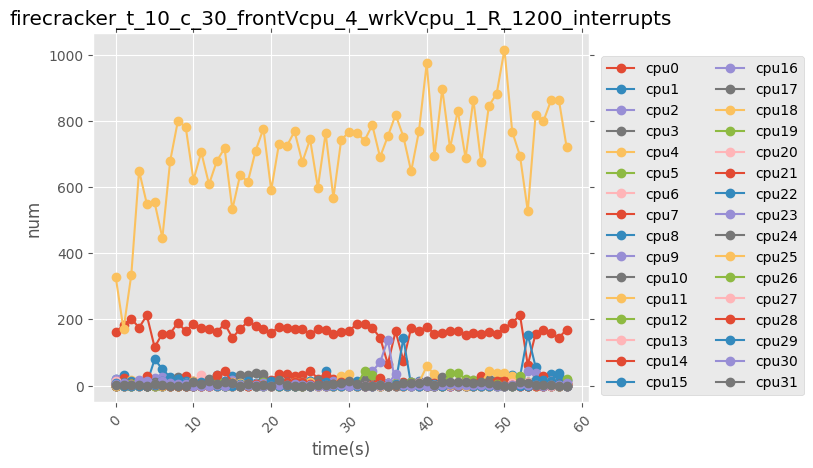 firecracker_t_10_c_30_frontVcpu_4_wrkVcpu_1_R_1200_interrupts
1000
800
600
400
200
0
num
0
10
20
30
40
50
60
time(s)
cpu0
cpu1
cpu2
cpu3
cpu4
cpu5
cpu6
cpu7
cpu8
cpu9
cpu10
cpu11
cpu12
cpu13
cpu14
cpu15
cpu16
cpu17
cpu18
cpu19
cpu20
cpu21
cpu22
cpu23
cpu24
cpu25
cpu26
cpu27
cpu28
cpu29
cpu30
cpu31